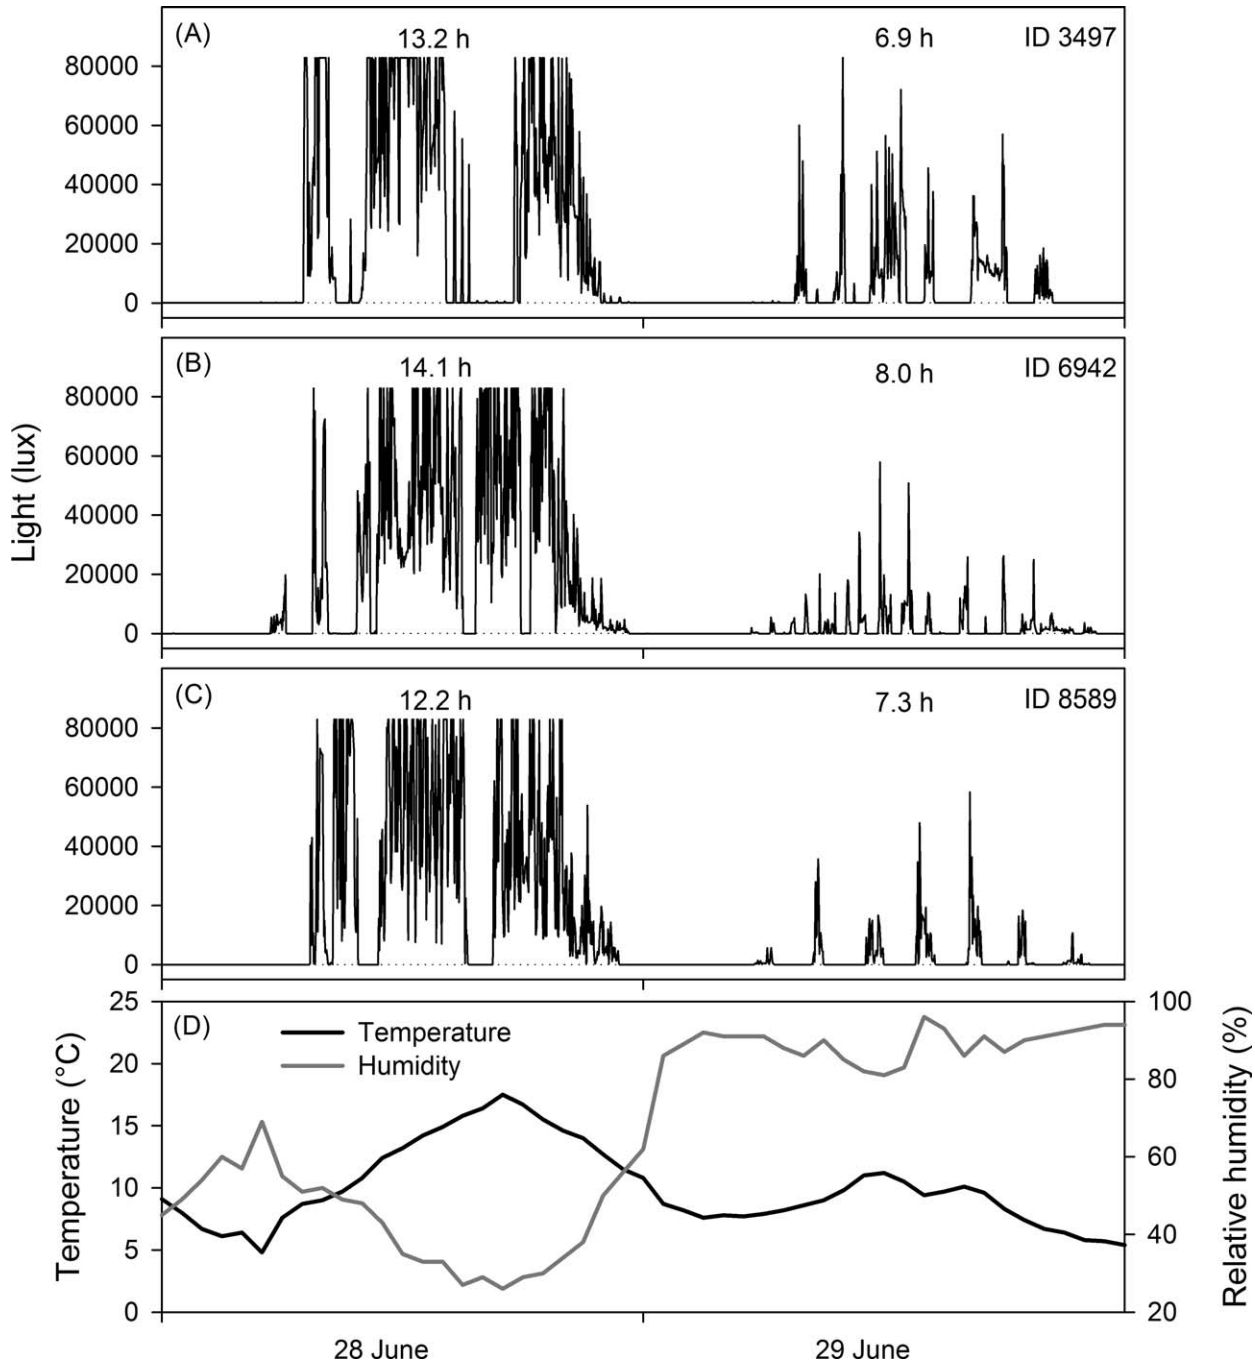 (A)
13.2 h
6.9 h
ID 3497
80000
60000
40000
20000
0
(B)
14.1 h
8.0 h
ID 6942
80000
60000
40000
20000
0
Light (lux)
(C)
12.2 h
7.3 h
ID 8589
80000
60000
40000
20000
0
(D)
Temperature
Humidity
25
20
15
10
5
0
Temperature (°C)
100
80
60
40
20
Relative humidity (%)
28 June
29 June